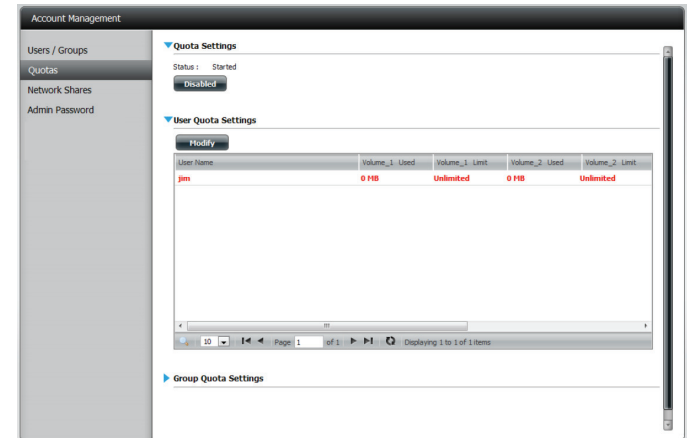 Account Management
Users / Groups
Quotas
Network Shares
Admin Password
Quota Settings
Status : Started
Disabled
User Quota Settings
Modify
User Name Volume_1 Used Volume_1 Limit Volume_2 Used Volume_2 Limit
jim 0 MB Unlimited 0 MB Unlimited
10 Page 1 of 1 Displaying 1 to 1 of 1 items
Group Quota Settings